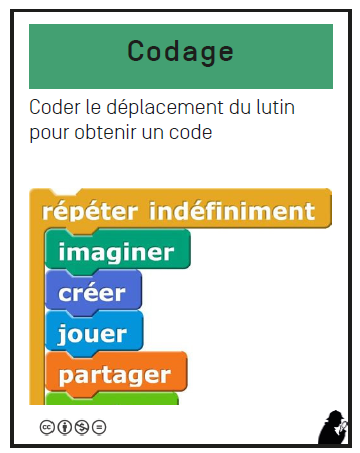 Codage
Coder le déplacement du lutin
pour obtenir un code
répéter indéfiniment
imaginer
créer
jouer
partager